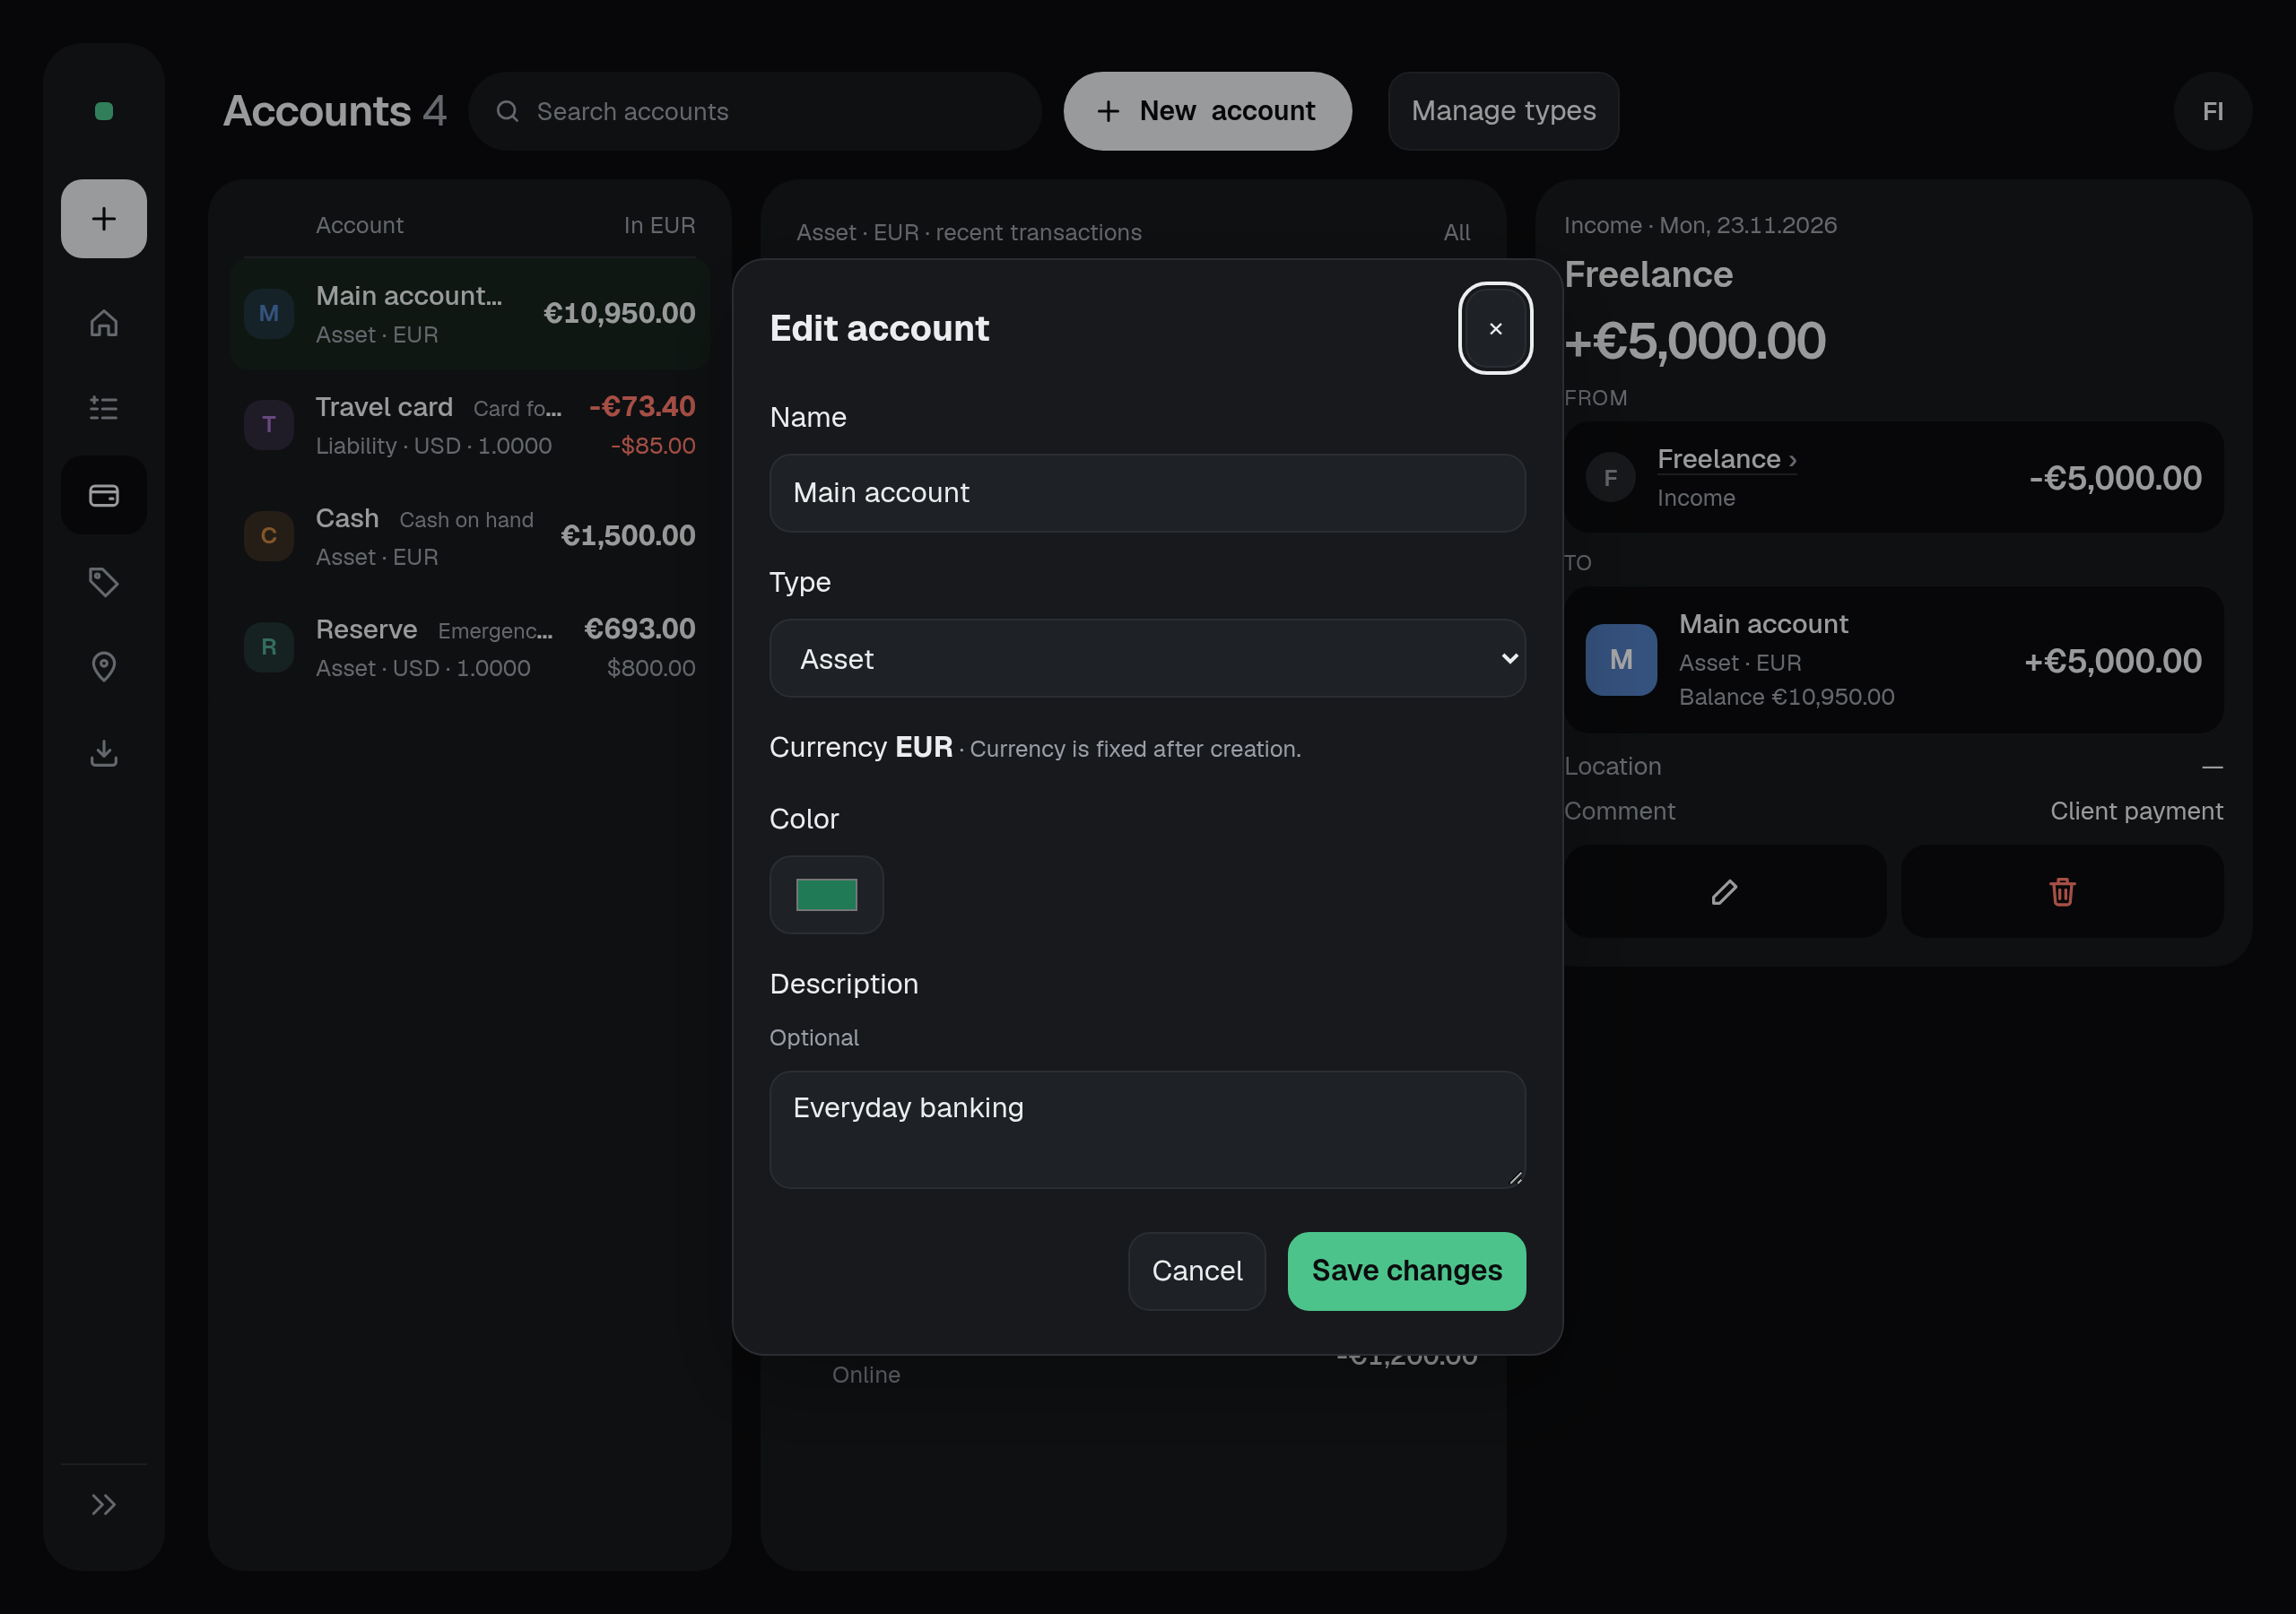 Accounts 4
Search accounts
New account
Manage types
FI
Account
In EUR
M
Main account...
€10,950.00
Asset · EUR
T
Travel card
Card fo...
-€73.40
Liability · USD · 1.0000
-$85.00
C
Cash
Cash on hand
€1,500.00
Asset · EUR
R
Reserve
Emergenc...
€693.00
Asset · USD · 1.0000
$800.00
Asset · EUR · recent transactions
All
Edit account
×
Name
Main account
Type
Asset
Currency EUR · Currency is fixed after creation.
Color
Description
Optional
Everyday banking
Cancel
Save changes
-€1,200.00
Online
Income · Mon, 23.11.2026
Freelance
+€5,000.00
FROM
F
Freelance ›
Income
-€5,000.00
TO
M
Main account
Asset · EUR
Balance €10,950.00
+€5,000.00
Location
—
Comment
Client payment